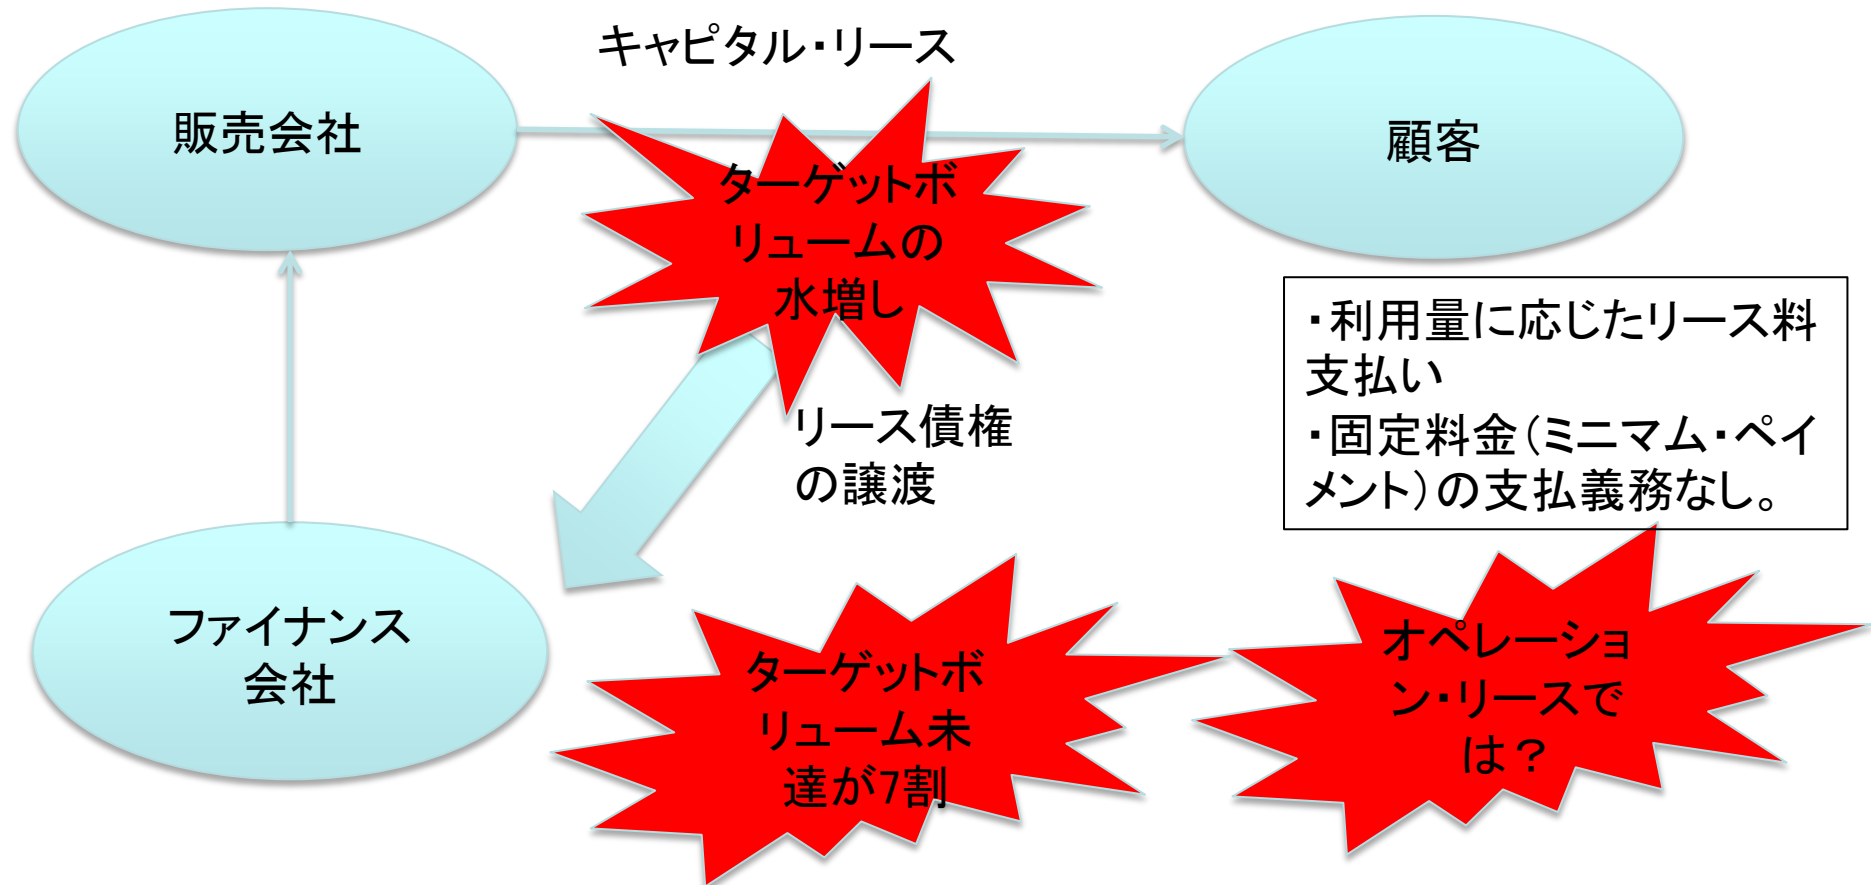 キャピタル・リース
販売会社
顧客
ターゲットボ
リュームの
水増し
・利用量に応じたリース料
支払い
・固定料金(ミニマム・ペイ
メント)の支払義務なし。
リース債権
の譲渡
ファイナンス
会社
ターゲットボ
リューム未
達が7割
オペレーショ
ン・リースで
は?